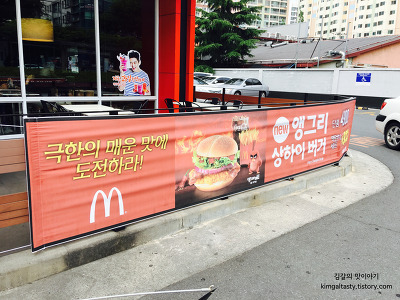 극한의 매운 맛에
도전하라!
new 앵그리
상하이 버거
김갈의 맛이야기
kimgaltasty.tistory.com